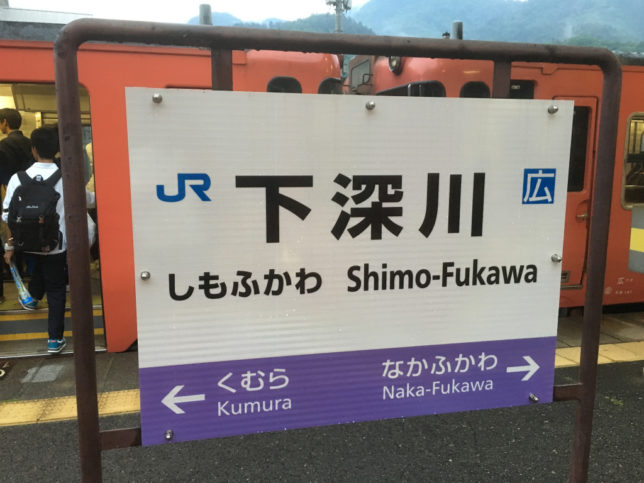 JR 下深川 広
しもふかわ Shimo-Fukawa
← くむら
Kumura
なかふかわ →
Naka-Fukawa